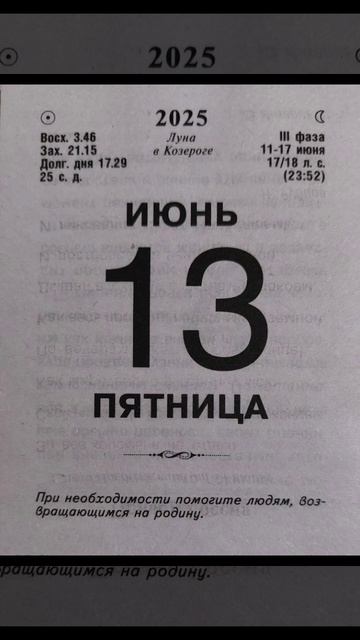 2025
2025
Восх. 3.46
Зах. 21.15
Долг. дня 17.29
25 с. д.
Луна
в Козероге
III фаза
11-17 июня
17/18 л. с.
(23:52)
ИЮНЬ
13
ПЯТНИЦА
При необходимости помогите людям, воз-
вращающимся на родину.
вращающимся на родину.